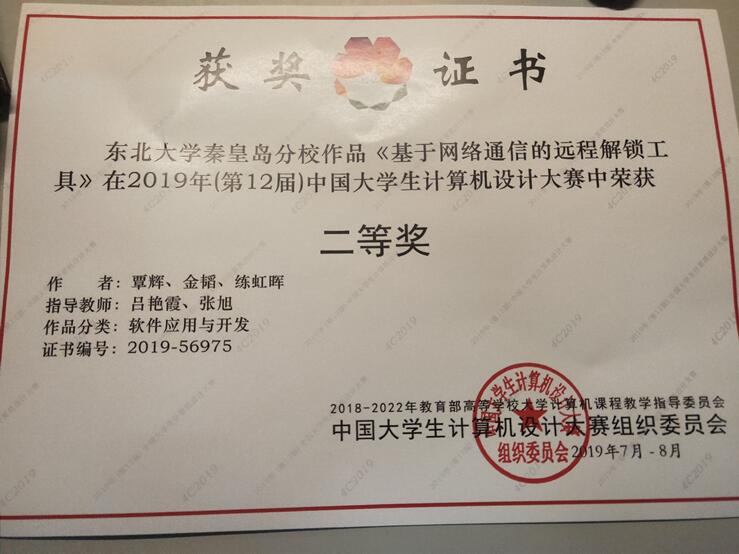 获奖证书
东北大学秦皇岛分校作品《基于网络通信的远程解锁工
具》在2019年(第12届)中国大学生计算机设计大赛中荣获
二等奖
作　　者：覃辉、金韬、练虹晖
指导教师：吕艳霞、张旭
作品分类：软件应用与开发
证书编号：2019-56975
2018-2022年教育部高等学校大学计算机课程教学指导委员会
中国大学生计算机设计大赛组织委员会
2019年7月 - 8月
中国大学生计算机设计大赛
组织委员会
4C2019